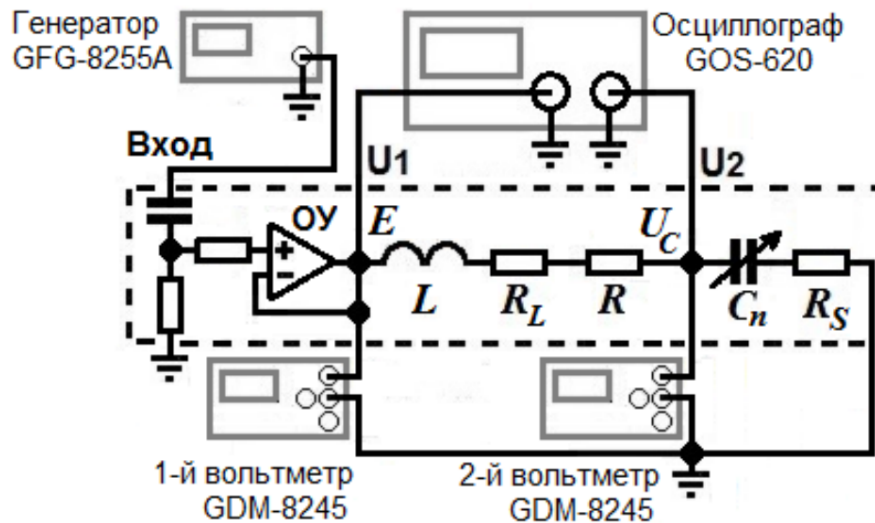 Генератор
GFG-8255A
Осциллограф
GOS-620
Вход
U1
U2
ОУ
E
U_C
+
-
L
R_L
R
C_n
R_S
1-й вольтметр
GDM-8245
2-й вольтметр
GDM-8245